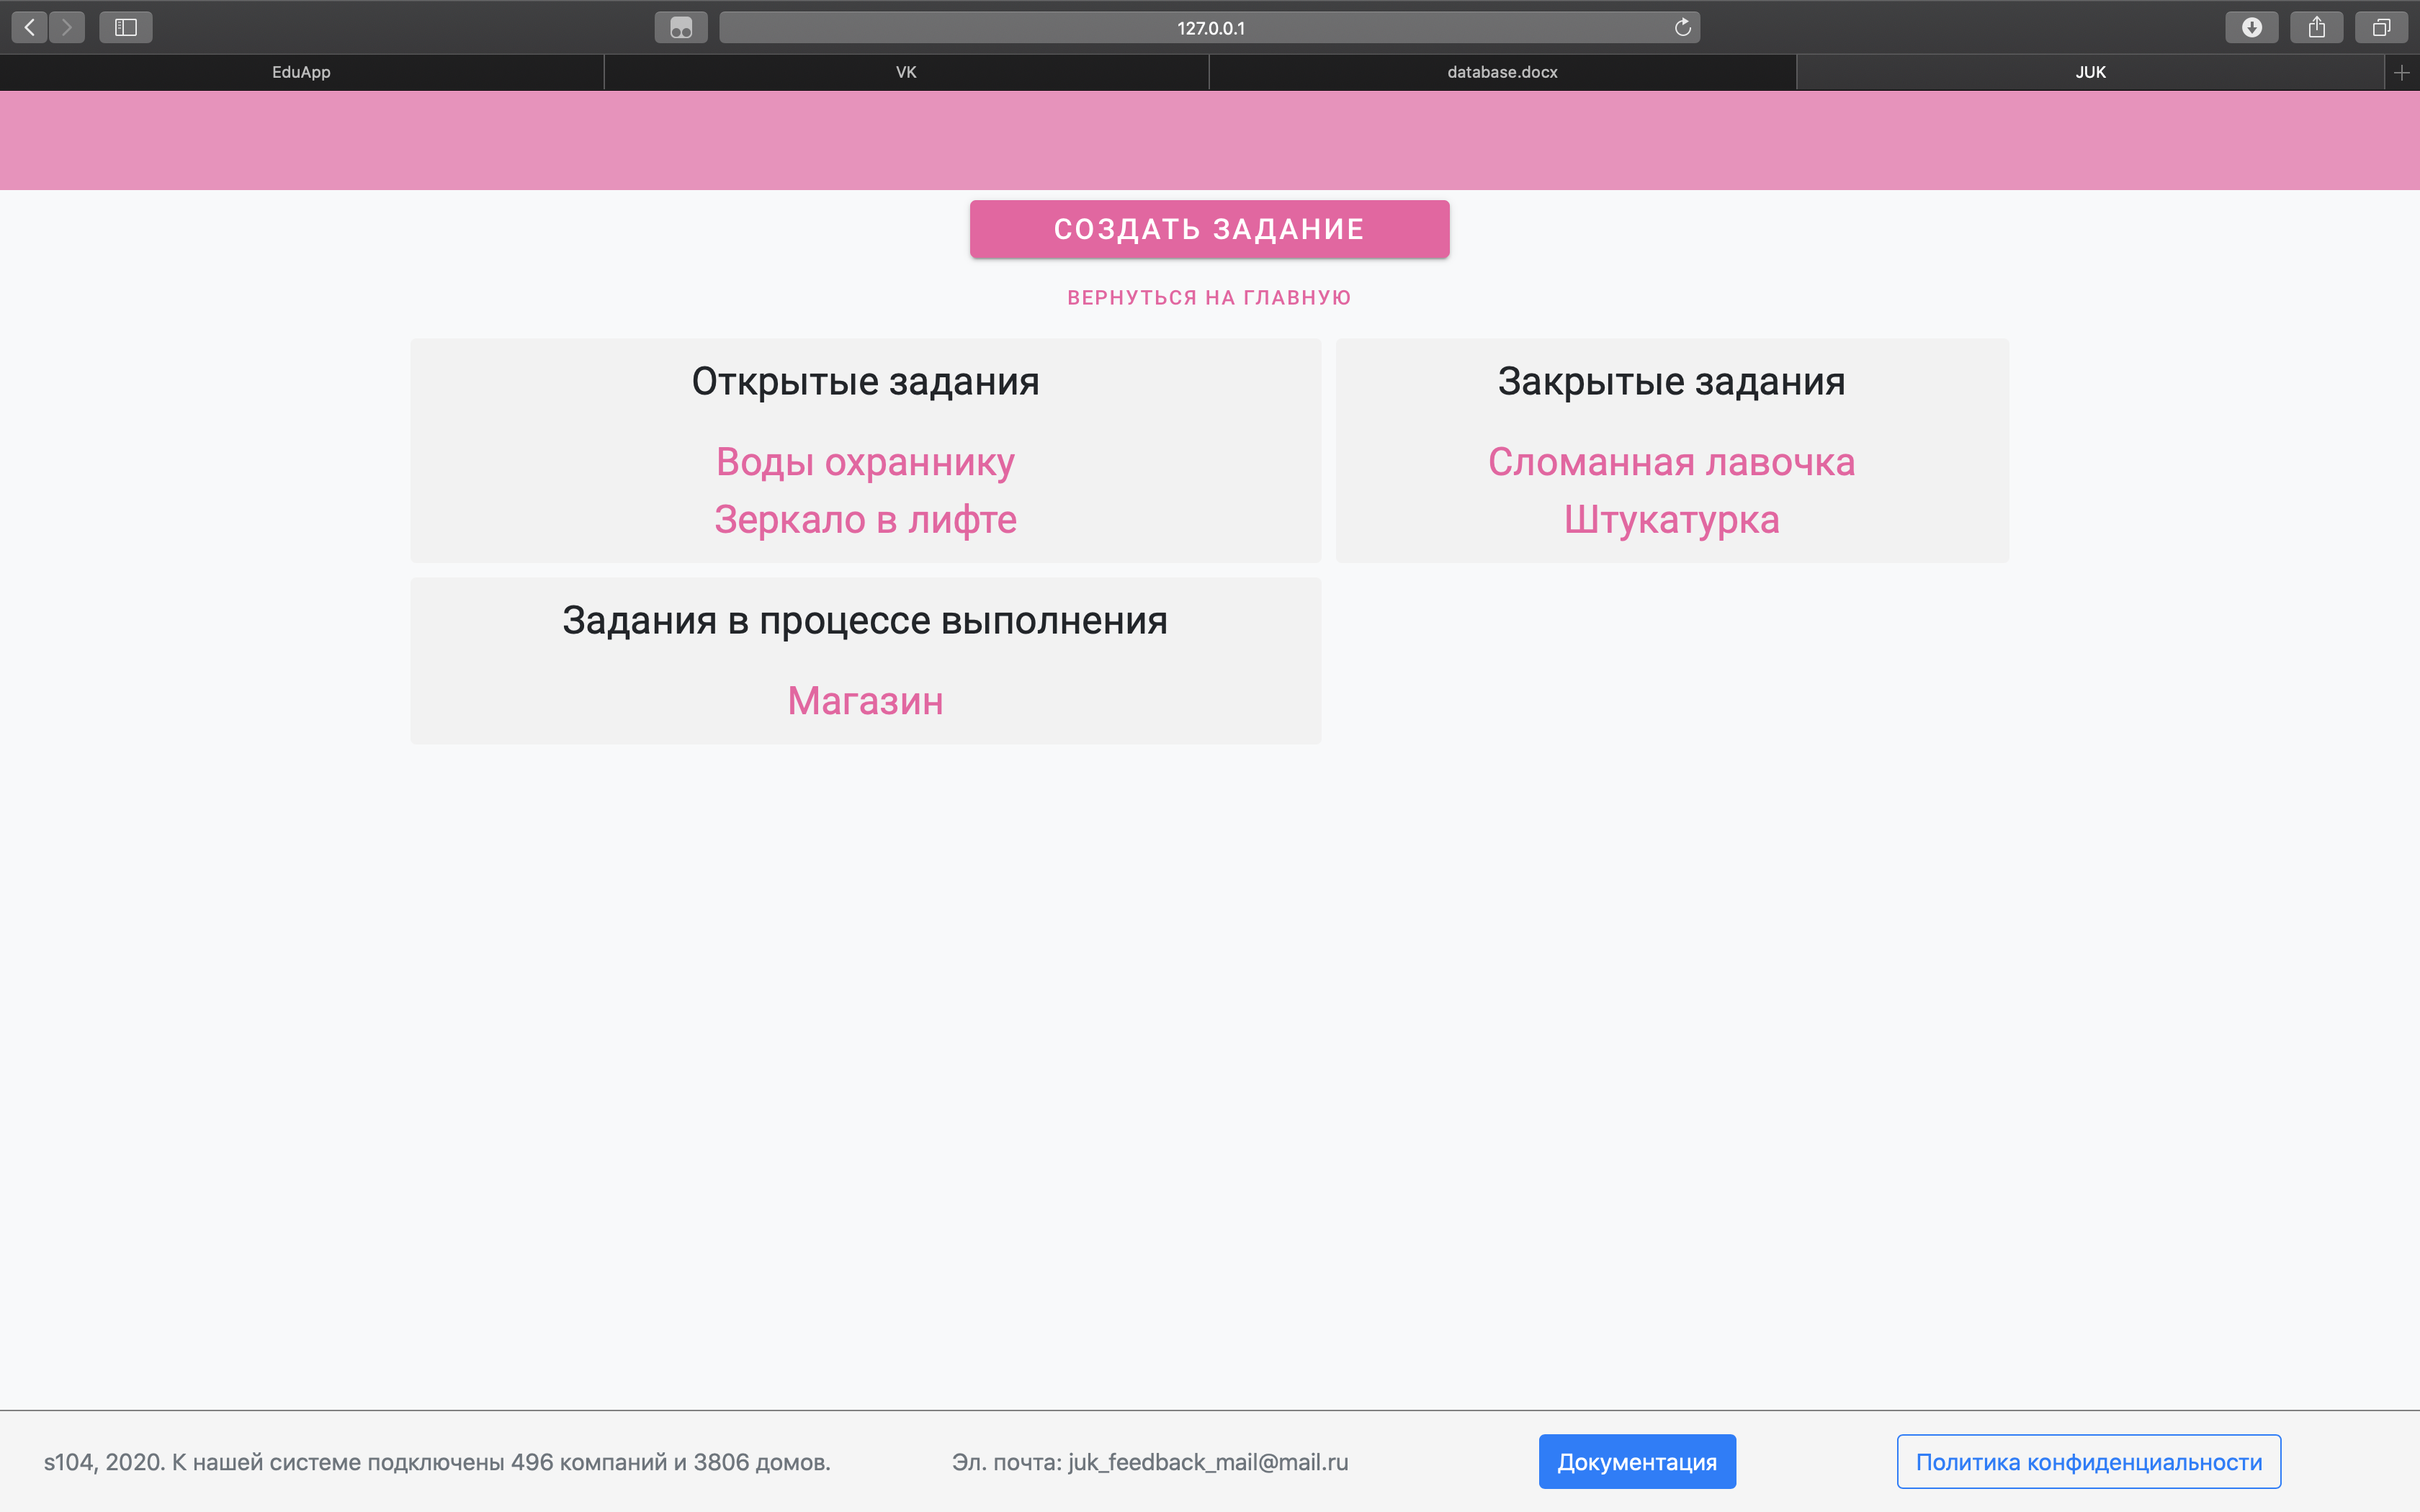 127.0.0.1
EduApp
VK
database.docx
JUK
СОЗДАТЬ ЗАДАНИЕ
ВЕРНУТЬСЯ НА ГЛАВНУЮ
Открытые задания
Воды охраннику
Зеркало в лифте
Закрытые задания
Сломанная лавочка
Штукатурка
Задания в процессе выполнения
Магазин
s104, 2020. К нашей системе подключены 496 компаний и 3806 домов.
Эл. почта: juk_feedback_mail@mail.ru
Документация
Политика конфиденциальности